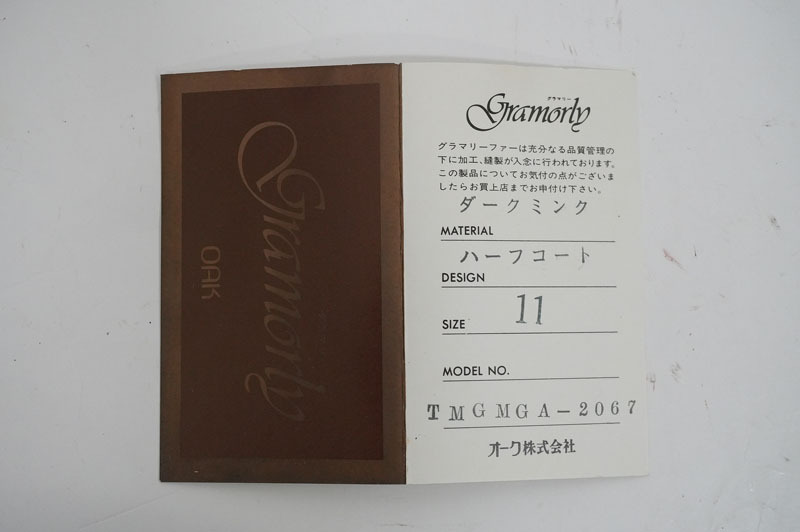 Gramorly
OAK
グラマリー
Gramorly
グラマリーファーは充分なる品質管理の
下に加工、縫製が入念に行われております。
この製品についてお気付の点がございま
したらお買上店までお申付け下さい。
ダークミンク
MATERIAL
ハーフコート
DESIGN
11
SIZE
MODEL NO.
TMGMGA-2067
オーク株式会社